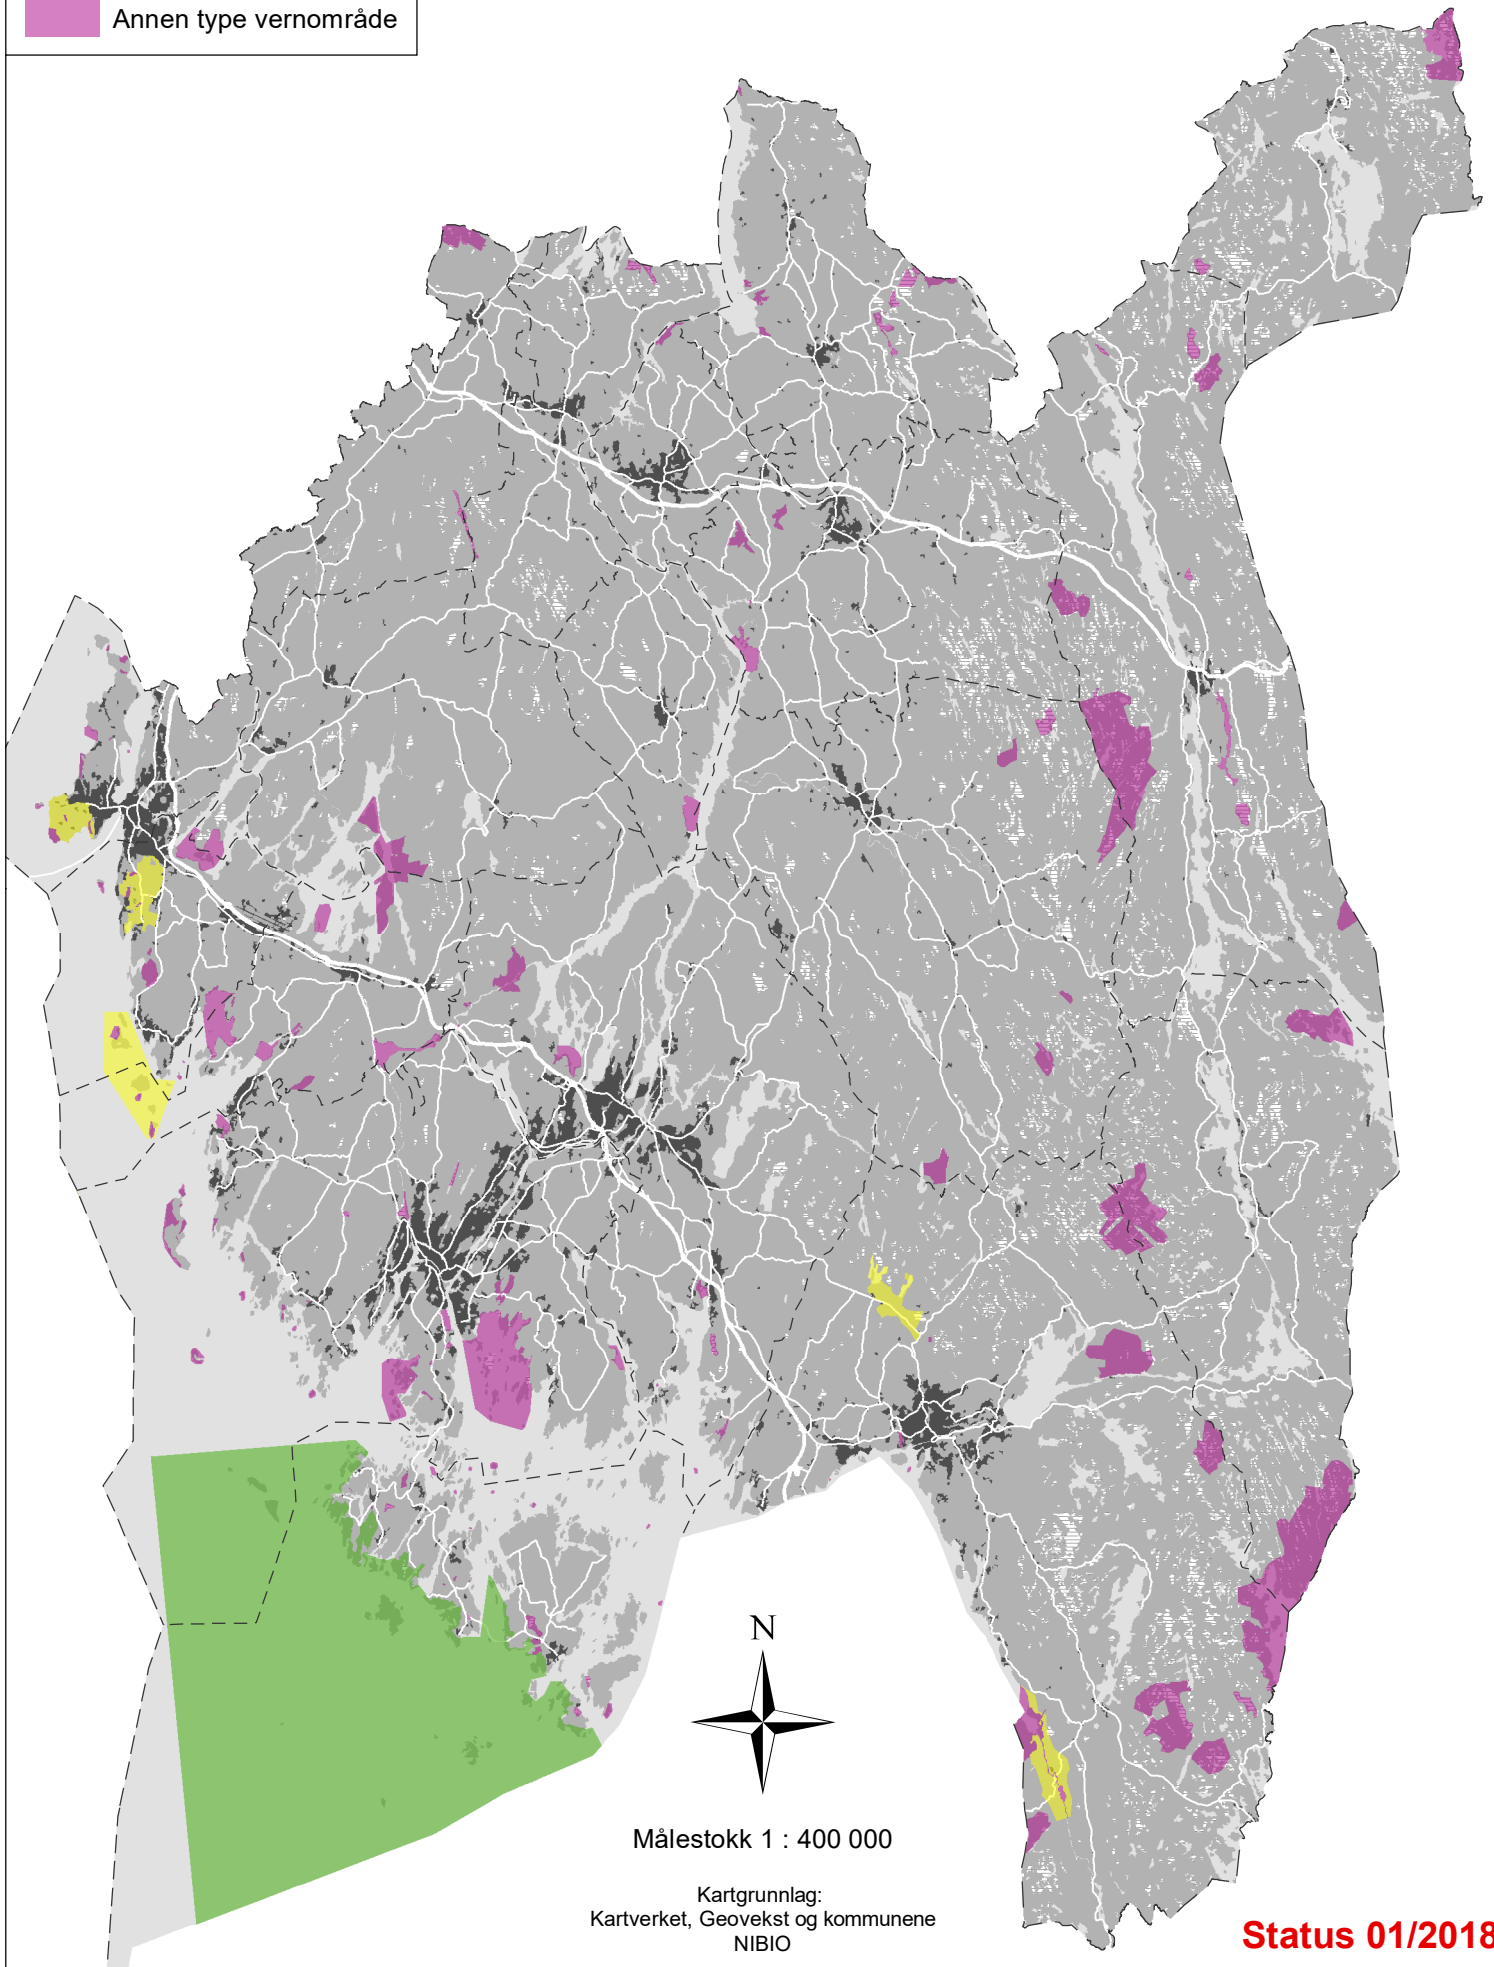 Annen type vernområde
N
Målestokk 1 : 400 000
Kartgrunnlag:
Kartverket, Geovekst og kommunene
NIBIO
Status 01/2018